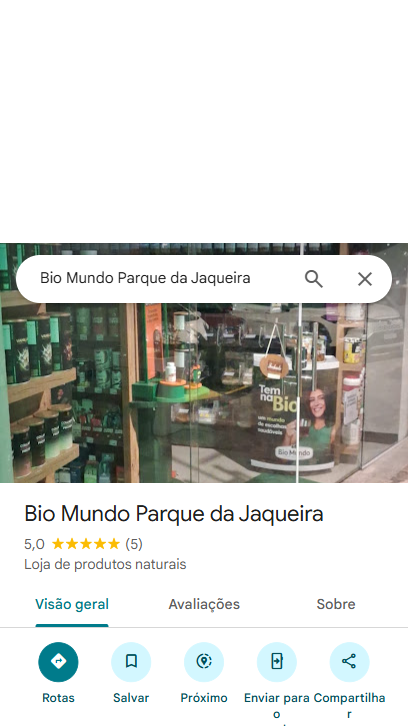 Bio Mundo Parque da Jaqueira
Tem
na Bio
um mundo
de escolhas
saudáveis
Bio Mundo
Bio Mundo Parque da Jaqueira
5,0 (5)
Loja de produtos naturais
Visão geral Avaliações Sobre
Rotas Salvar Próximo Enviar para o Compartilhar